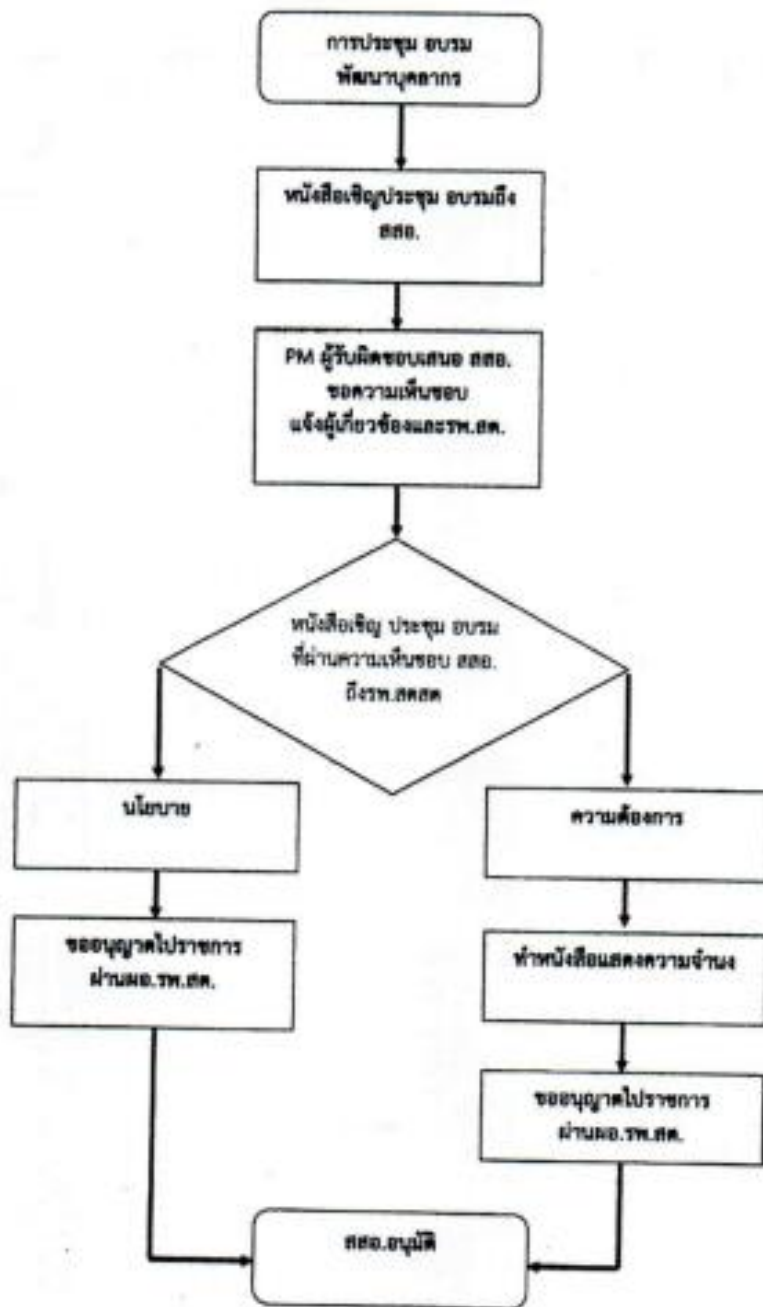 การประชุม อบรม
พัฒนาบุคลากร
หนังสือเชิญประชุม อบรมถึง
สสอ.
PM ผู้รับผิดชอบเสนอ สสอ.
ขอความเห็นชอบ
แจ้งผู้เกี่ยวข้องและรพ.สต.
หนังสือเชิญ ประชุม อบรม
ที่ผ่านความเห็นชอบ สสอ.
ถึงรพ.สตสต
นโยบาย
ความต้องการ
ขออนุญาตไปราชการ
ผ่านผอ.รพ.สต.
ทำหนังสือแสดงความจำนง
ขออนุญาตไปราชการ
ผ่านผอ.รพ.สต.
สสอ.อนุมัติ